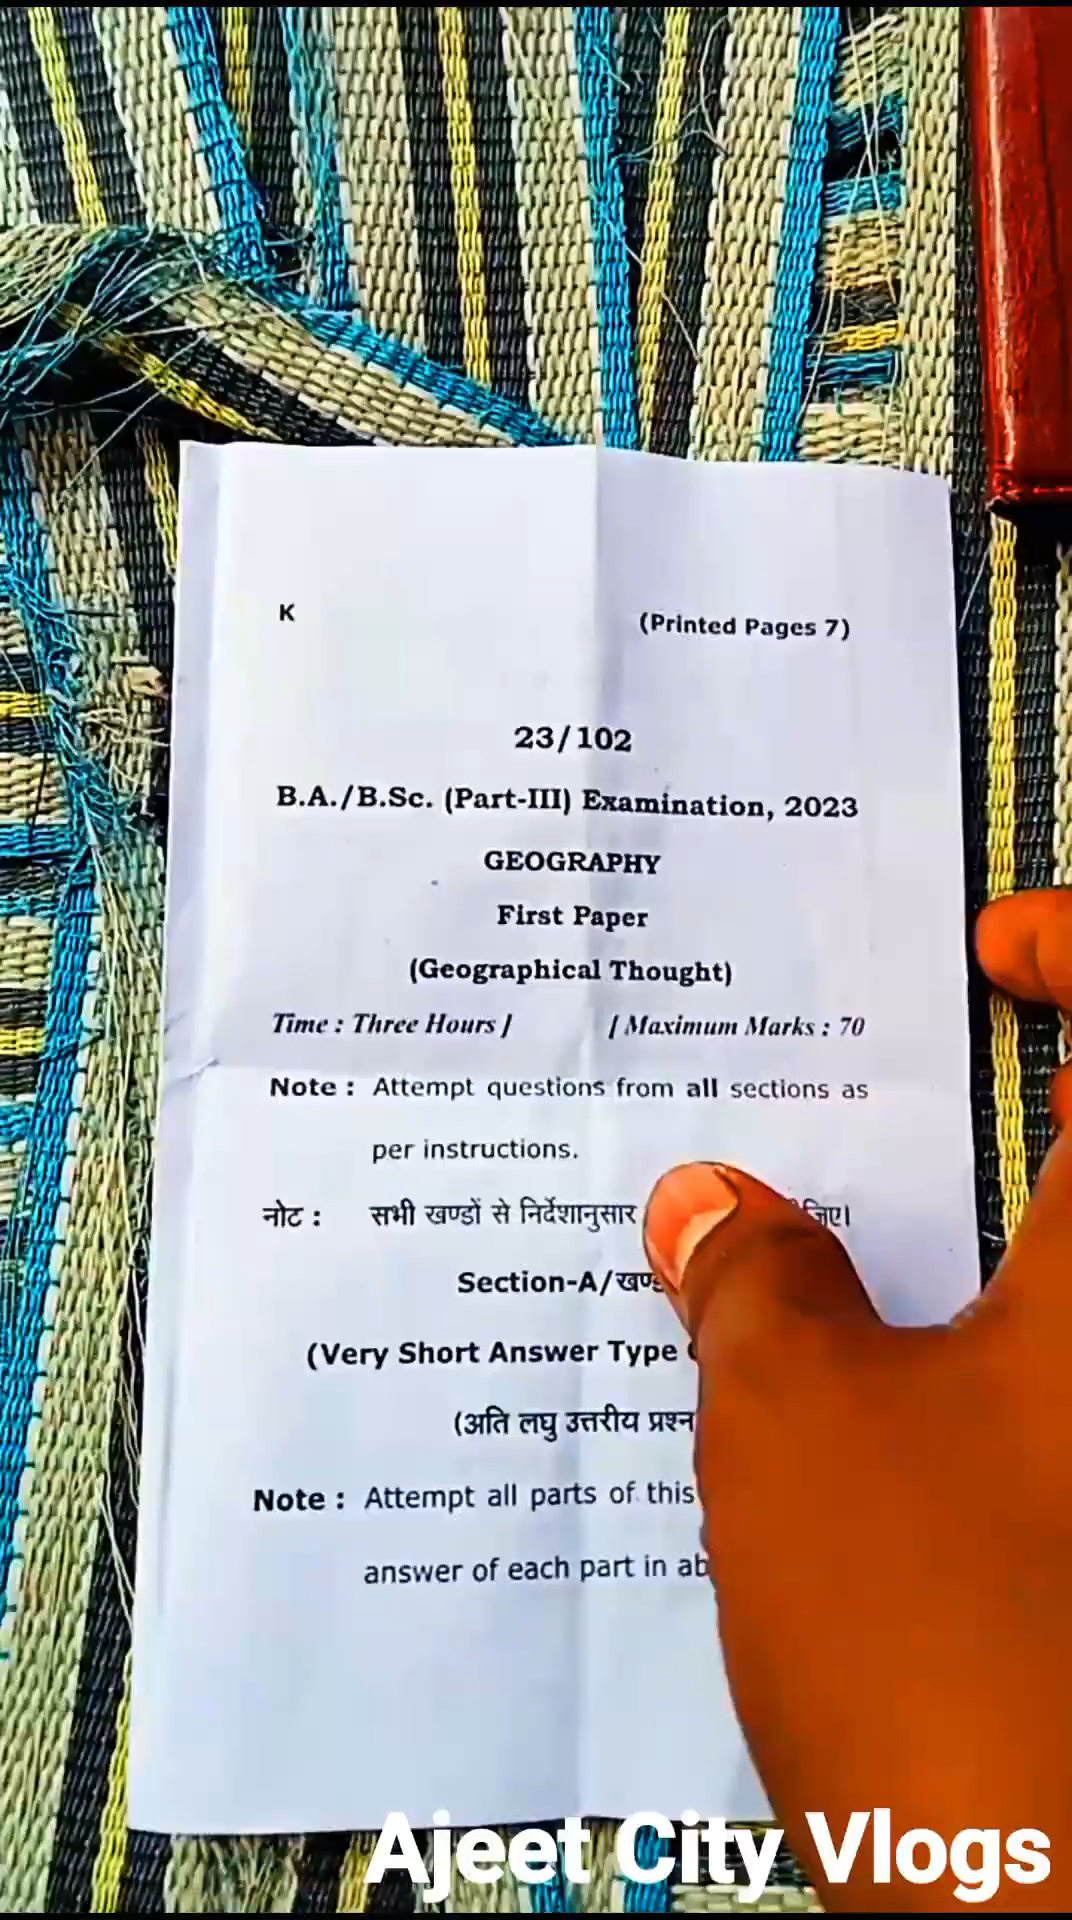 K
(Printed Pages 7)
23/102
B.A./B.Sc. (Part-III) Examination, 2023
GEOGRAPHY
First Paper
(Geographical Thought)
Time : Three Hours ] [ Maximum Marks : 70
Note : Attempt questions from all sections as
per instructions.
नोट : सभी खण्डों से निर्देशानुसार
Section-A/
(Very Short Answer Type
(अति लघु उत्तरीय प्रश्न
Note : Attempt all parts of this
answer of each part in
Ajeet City Vlogs